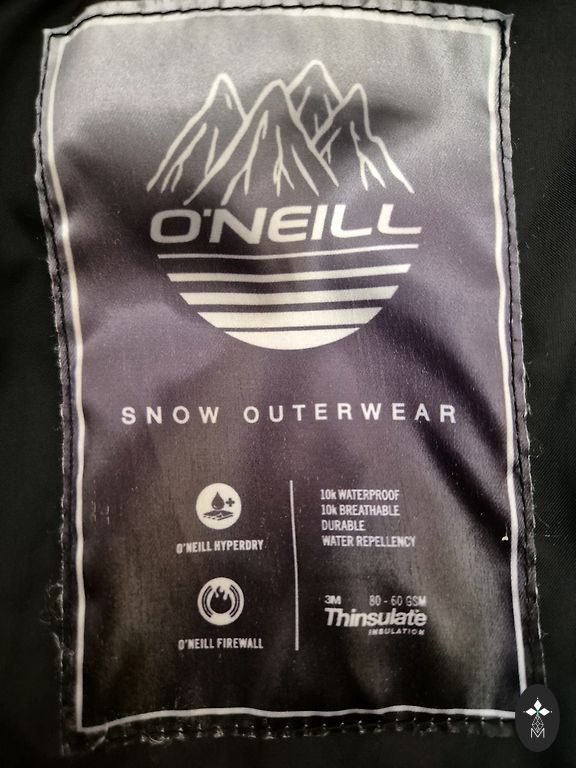 O'NEILL
SNOW OUTERWEAR
O'NEILL HYPERDRY
O'NEILL FIREWALL
10k WATERPROOF
10k BREATHABLE
DURABLE
WATER REPELLENCY
3M 80 - 60 GSM
Thinsulate
INSULATION